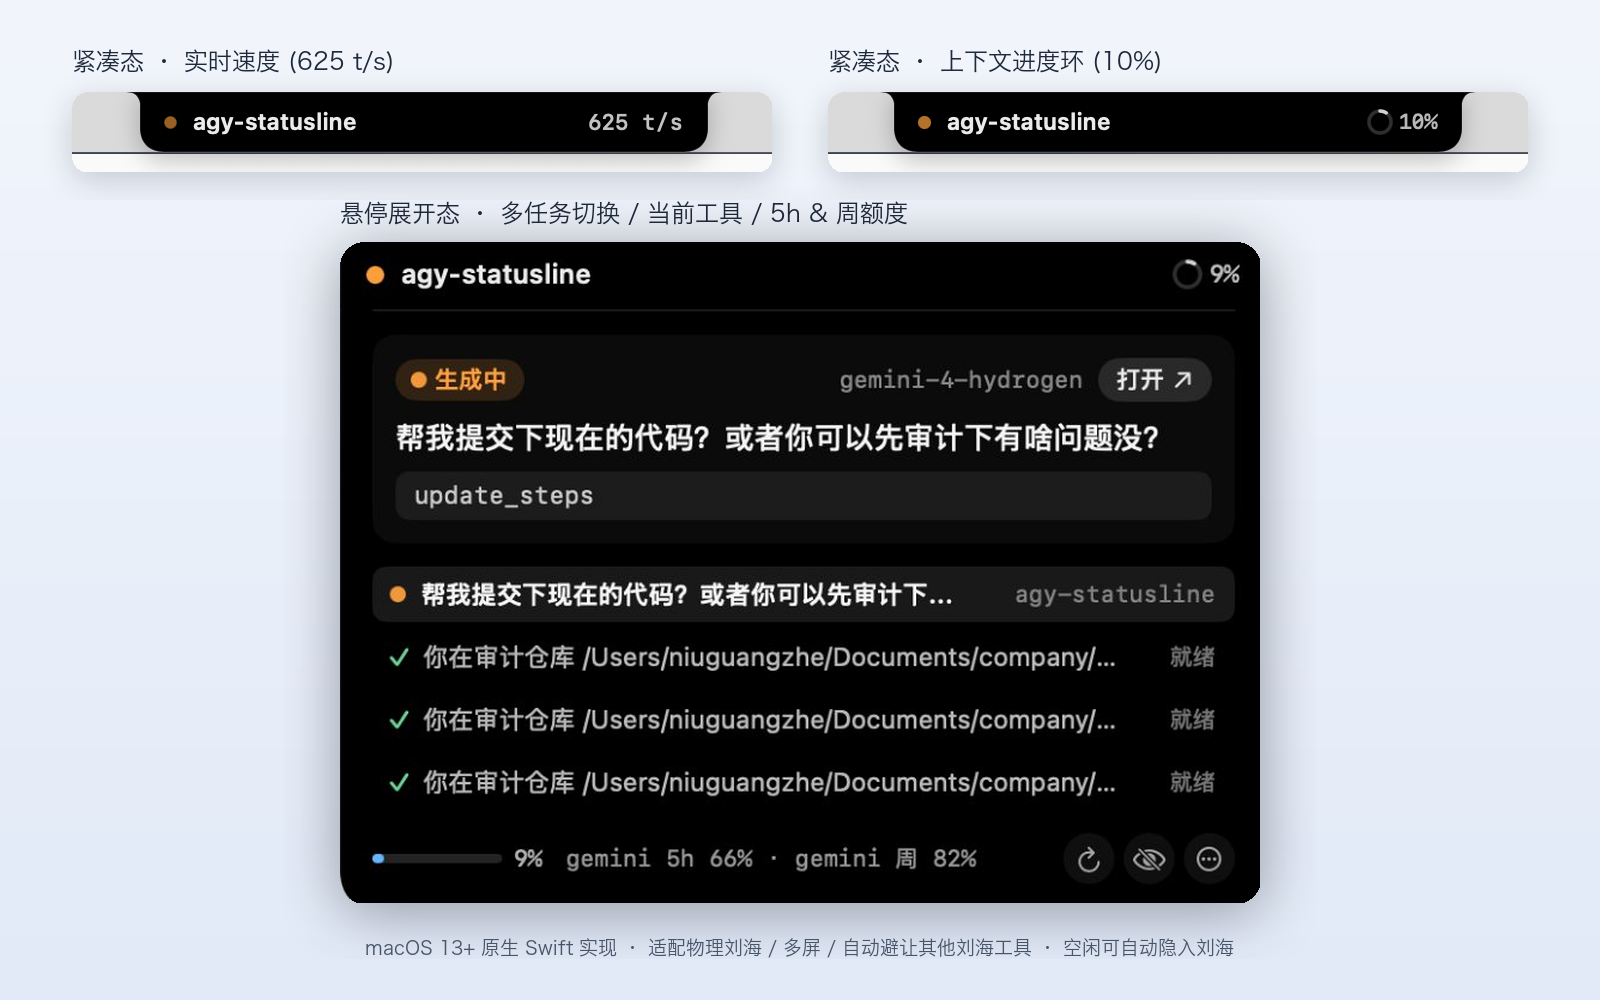 紧凑态 · 实时速度 (625 t/s)
agy-statusline 625 t/s
紧凑态 · 上下文进度环 (10%)
agy-statusline 10%
悬停展开态 · 多任务切换 / 当前工具 / 5h & 周额度
agy-statusline 9%
生成中 gemini-4-hydrogen 打开
帮我提交下现在的代码？或者你可以先审计下有啥问题没？
update_steps
帮我提交下现在的代码？或者你可以先审计下... agy-statusline
你在审计仓库 /Users/niuguangzhe/Documents/company/... 就绪
你在审计仓库 /Users/niuguangzhe/Documents/company/... 就绪
你在审计仓库 /Users/niuguangzhe/Documents/company/... 就绪
9% gemini 5h 66% · gemini 周 82%
macOS 13+ 原生 Swift 实现 · 适配物理刘海 / 多屏 / 自动避让其他刘海工具 · 空闲可自动隐入刘海